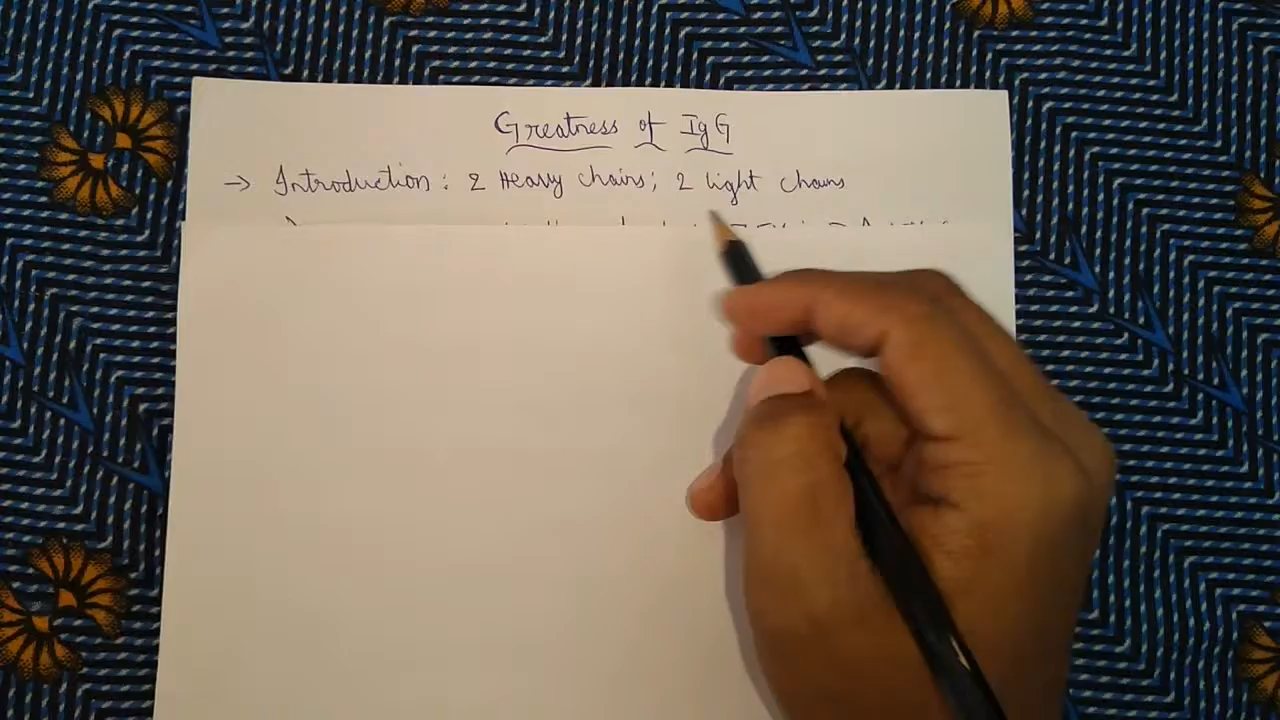 Greatness of IgG
→ Introduction: 2 Heavy chains; 2 light chains